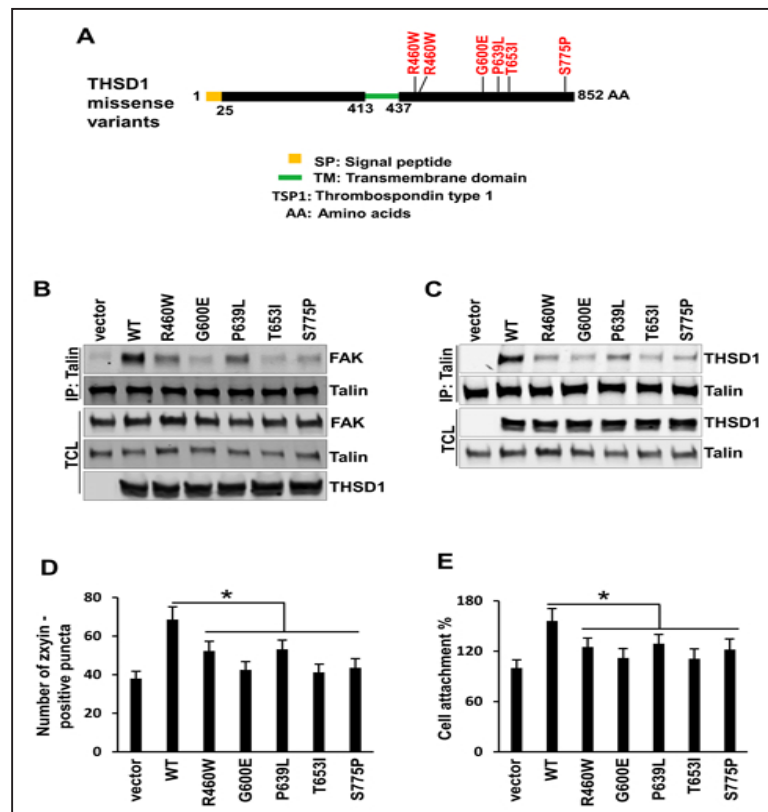 A
R460W
R460W
G600E
P639L
T653I
S775P
THSD1
missense
variants
1
25
413
437
852 AA
SP: Signal peptide
TM: Transmembrane domain
TSP1: Thrombospondin type 1
AA: Amino acids
B
vector
WT
R460W
G600E
P639L
T653I
S775P
IP: Talin
FAK
Talin
TCL
FAK
Talin
THSD1
C
vector
WT
R460W
G600E
P639L
T653I
S775P
IP: Talin
THSD1
Talin
TCL
THSD1
Talin
D
Number of zxyin -
positive puncta
80
60
40
20
0
*
vector
WT
R460W
G600E
P639L
T653I
S775P
E
Cell attachment %
180
120
60
0
*
vector
WT
R460W
G600E
P639L
T653I
S775P